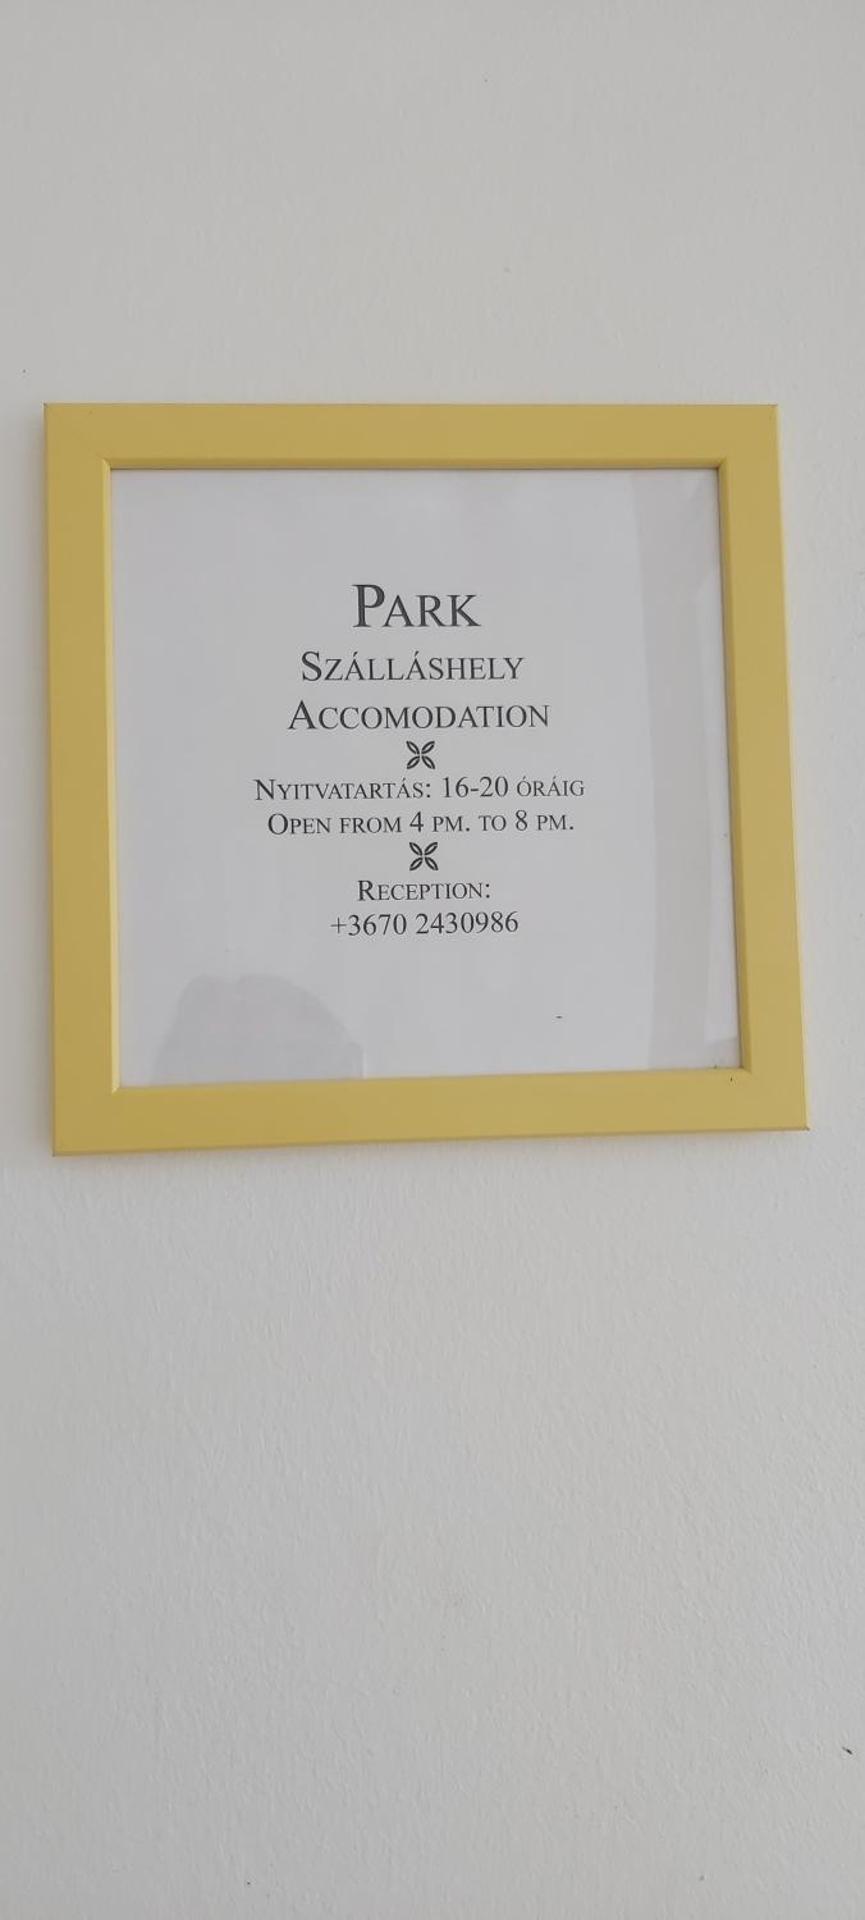 PARK
SZÁLLÁSHELY
ACCOMODATION
NYITVATARTÁS: 16-20 ÓRÁIG
OPEN FROM 4 PM. TO 8 PM.
RECEPTION:
+3670 2430986